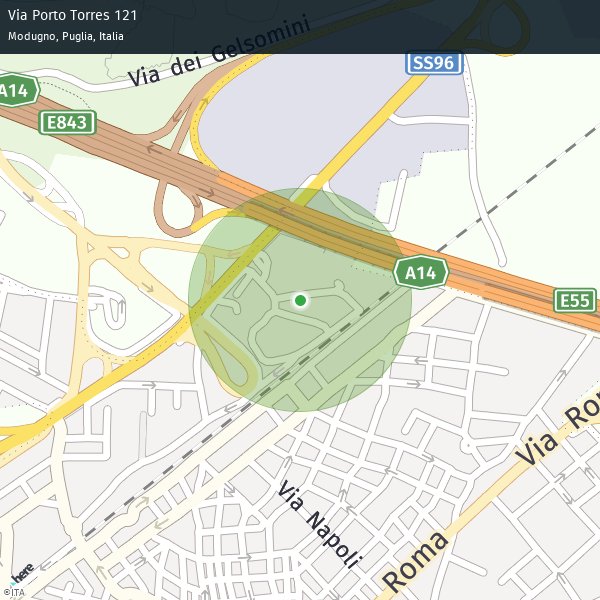 Via Porto Torres 121
Modugno, Puglia, Italia
Via dei Gelsomini
SS96
A14
E843
A14
E55
Via Ro
Via Napoli
Roma
here
©ITA